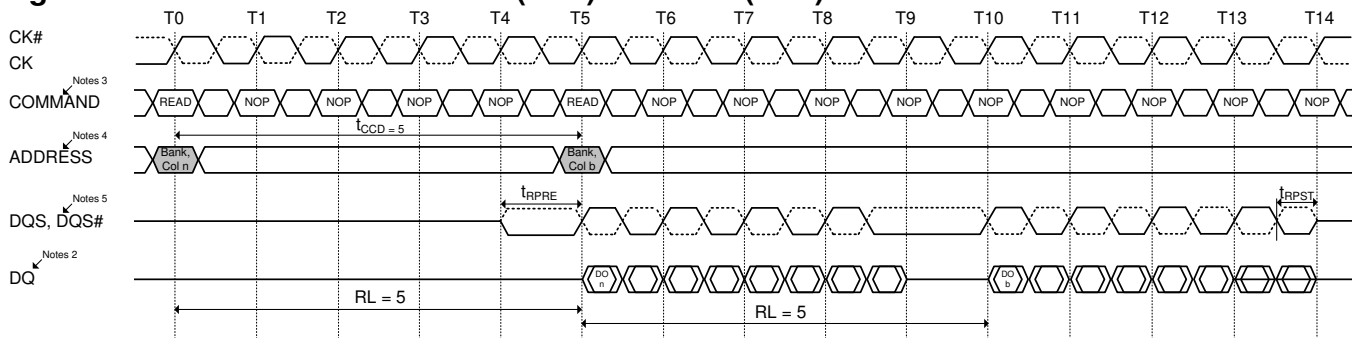 T0 T1 T2 T3 T4 T5 T6 T7 T8 T9 T10 T11 T12 T13 T14
CK#
CK
Notes 3
COMMAND READ NOP NOP NOP NOP READ NOP NOP NOP NOP NOP NOP NOP NOP NOP
tCCD = 5
Notes 4
ADDRESS Bank, Col n Bank, Col b
tRPRE
tRPST
Notes 5
DQS, DQS#
Notes 2
DQ DO n DO b
RL = 5
RL = 5